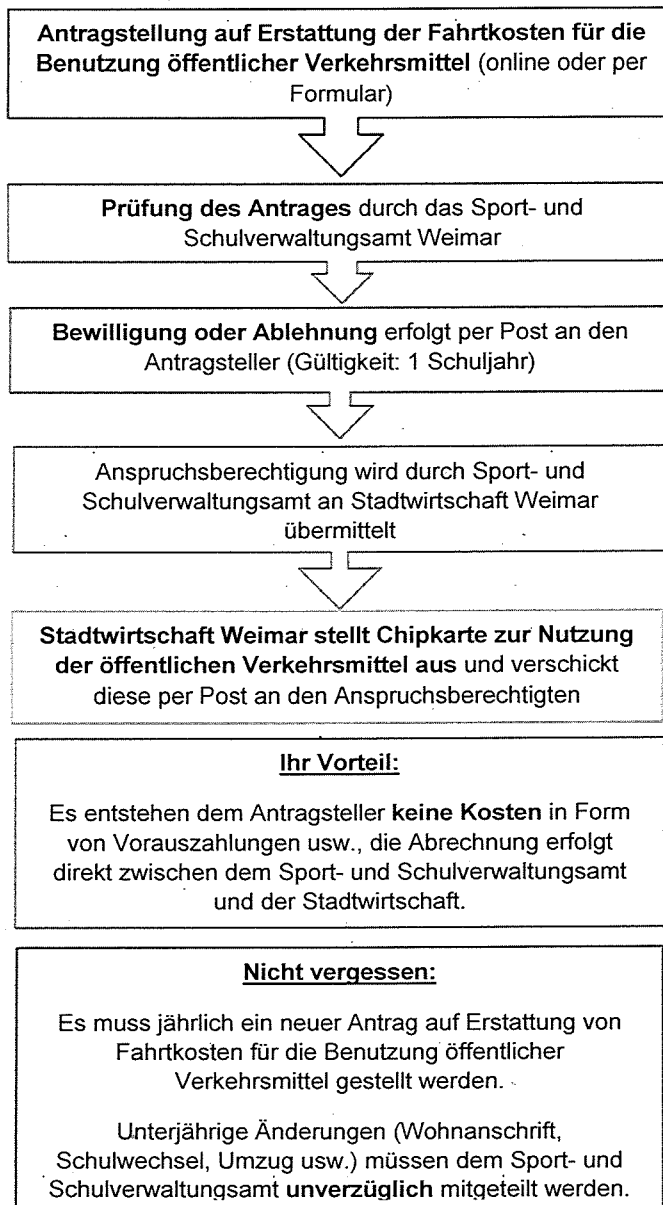 Antragstellung auf Erstattung der Fahrtkosten für die
Benutzung öffentlicher Verkehrsmittel (online oder per
Formular)
Prüfung des Antrages durch das Sport- und
Schulverwaltungsamt Weimar
Bewilligung oder Ablehnung erfolgt per Post an den
Antragsteller (Gültigkeit: 1 Schuljahr)
Anspruchsberechtigung wird durch Sport- und
Schulverwaltungsamt an Stadtwirtschaft Weimar
übermittelt
Stadtwirtschaft Weimar stellt Chipkarte zur Nutzung
der öffentlichen Verkehrsmittel aus und verschickt
diese per Post an den Anspruchsberechtigten
Ihr Vorteil:
Es entstehen dem Antragsteller keine Kosten in Form
von Vorauszahlungen usw., die Abrechnung erfolgt
direkt zwischen dem Sport- und Schulverwaltungsamt
und der Stadtwirtschaft.
Nicht vergessen:
Es muss jährlich ein neuer Antrag auf Erstattung von
Fahrtkosten für die Benutzung öffentlicher
Verkehrsmittel gestellt werden.
Unterjährige Änderungen (Wohnanschrift,
Schulwechsel, Umzug usw.) müssen dem Sport- und
Schulverwaltungsamt unverzüglich mitgeteilt werden.